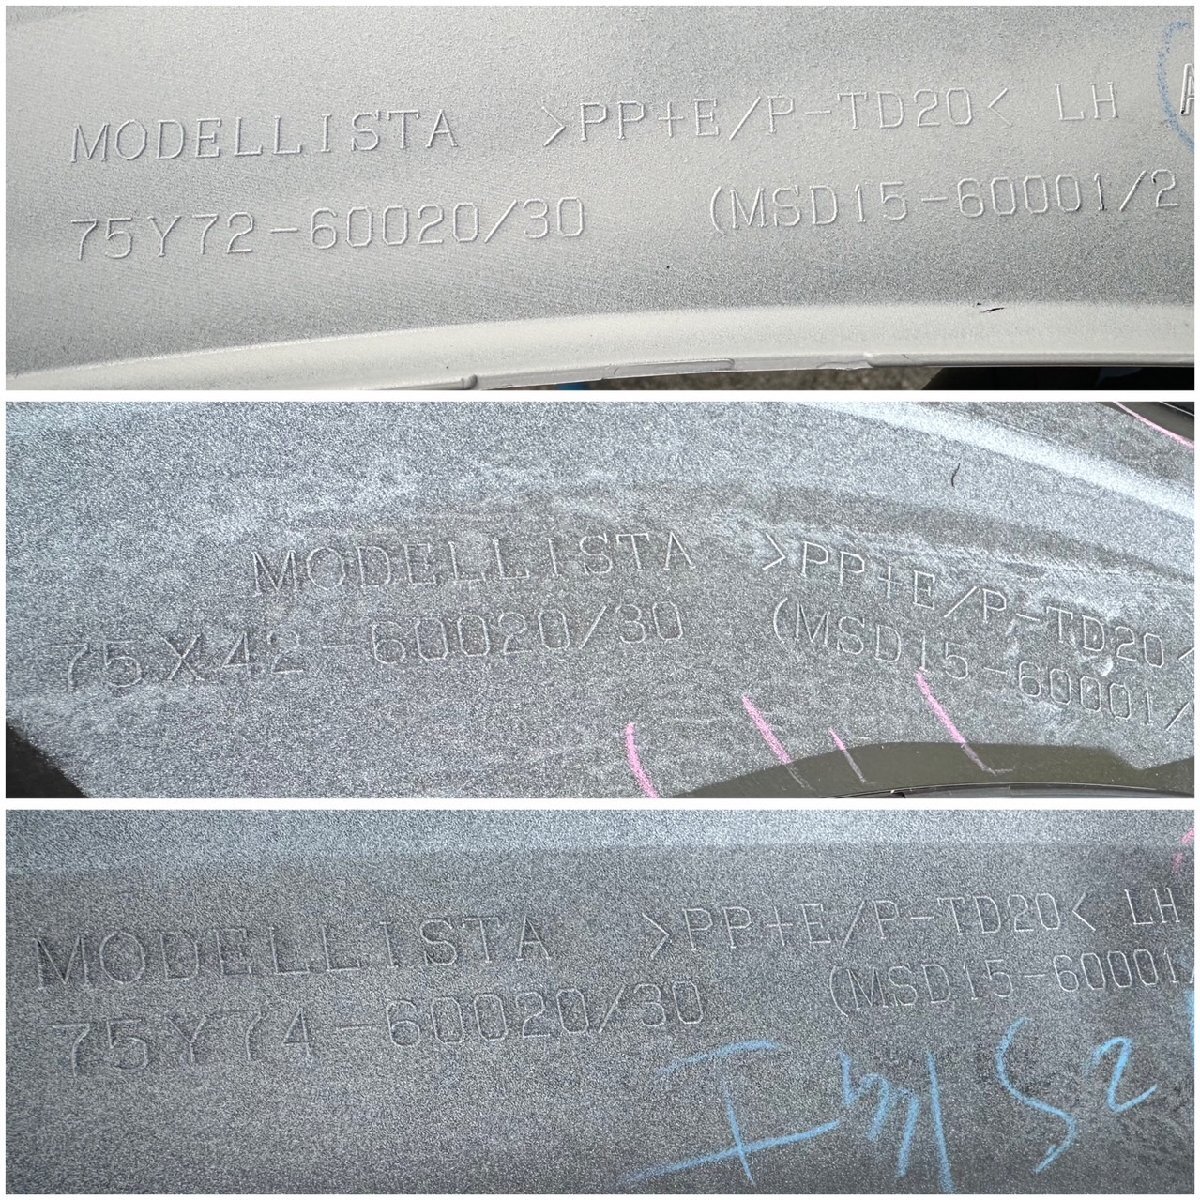 MODELLISTA >PP+E/P-TD20< LH A
75Y72-60020/30 (MSD15-60001/2
MODELLISTA >PP+E/P-TD20<
75X42-60020/30 (MSD15-60001/
MODELLISTA >PP+E/P-TD20< LH
75Y74-60020/30 (MSD15-60001/
52